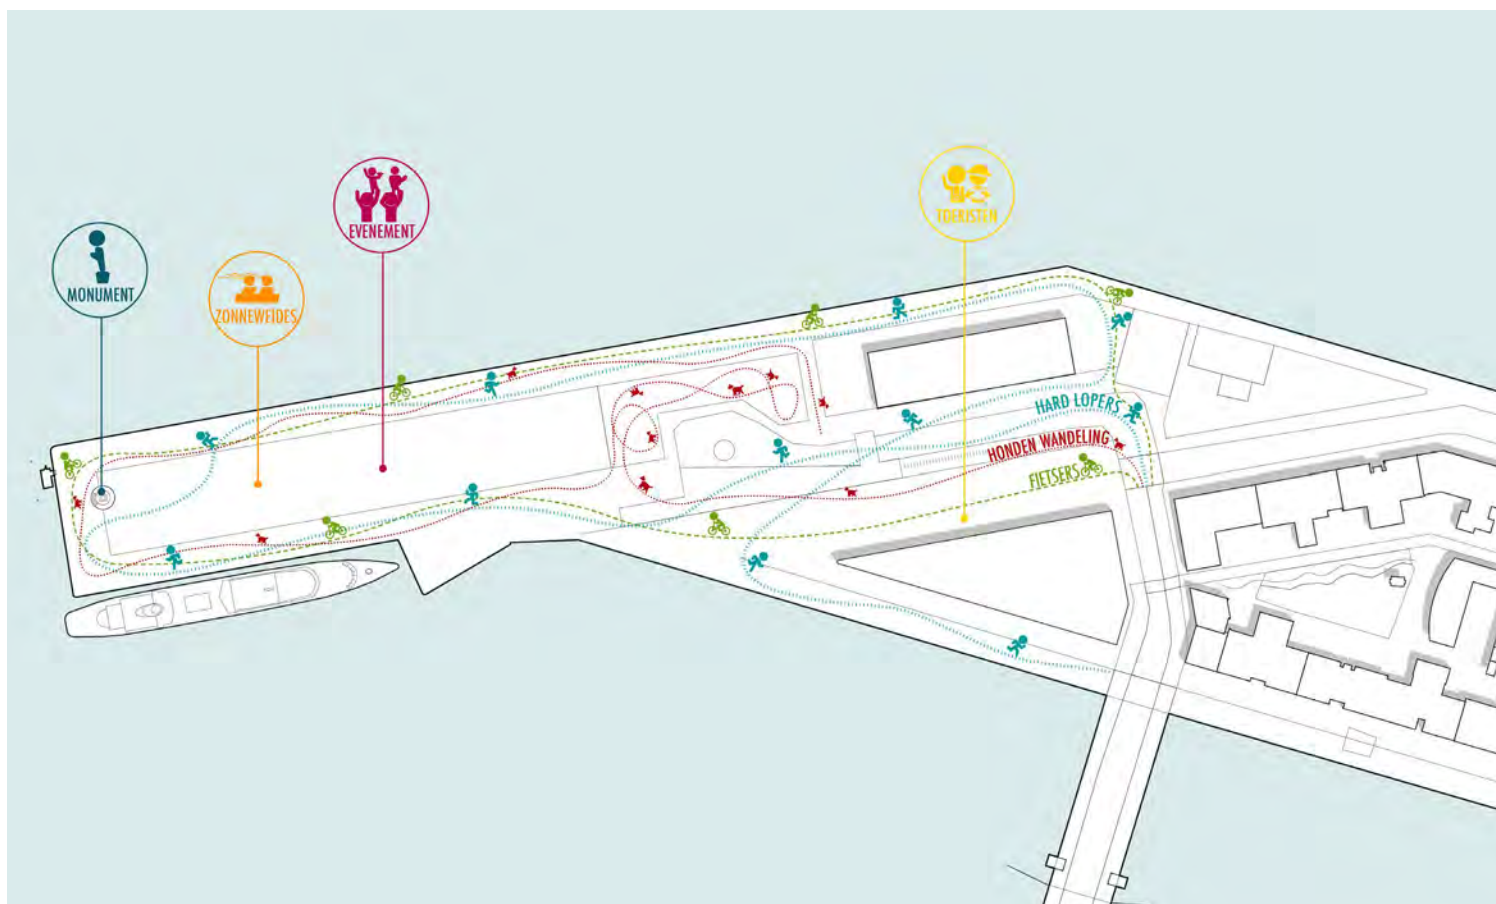 MONUMENT
ZONNEWEIDES
EVENEMENT
TOERISTEN
HARD LOPERS
HONDEN WANDELING
FIETSERS